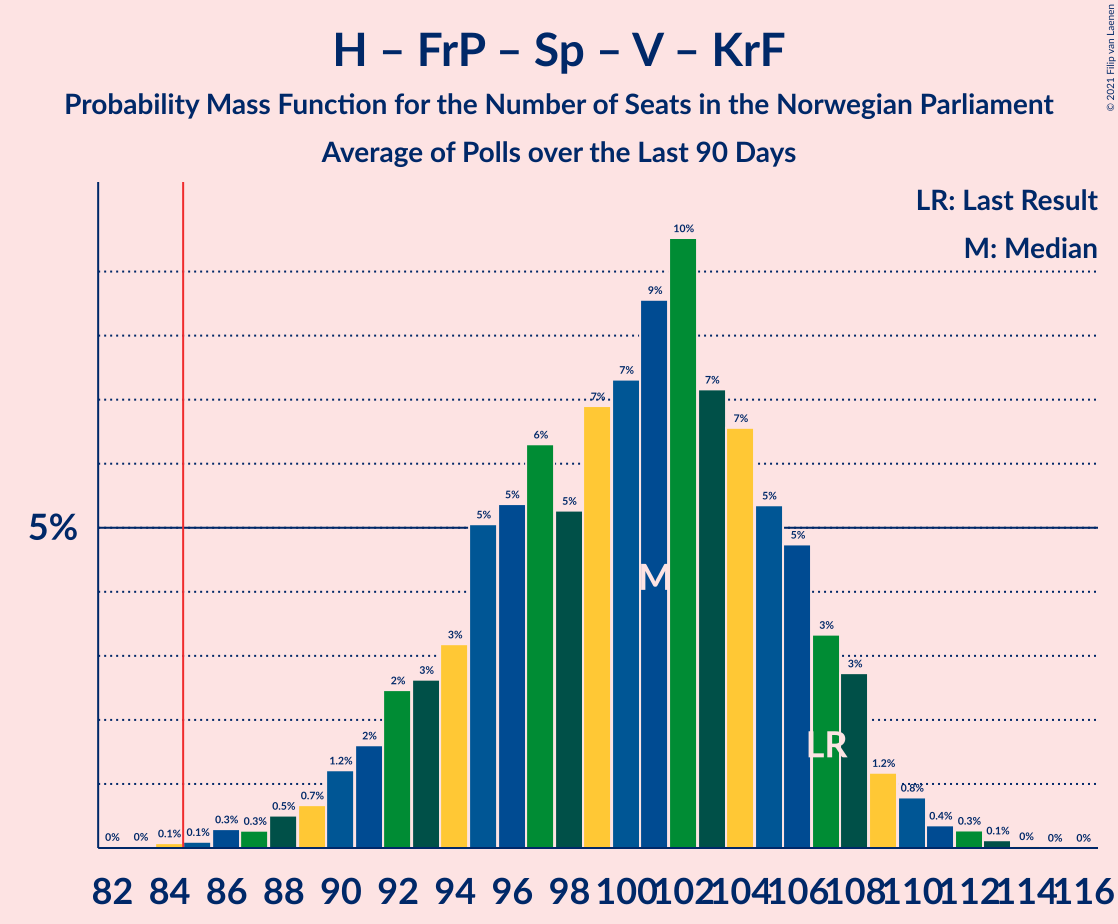 H – FrP – Sp – V – KrF
Probability Mass Function for the Number of Seats in the Norwegian Parliament
Average of Polls over the Last 90 Days
© 2021 Filip van Laenen
LR: Last Result
M: Median
5%
0% 0% 0.1% 0.1% 0.3% 0.3% 0.5% 0.7% 1.2% 2% 2% 3% 3% 5% 5% 6% 5% 7% 7% 9% 10% 7% 7% 5% 5% 3% 3% 1.2% 0.8% 0.4% 0.3% 0.1% 0% 0% 0%
M
LR
82 84 86 88 90 92 94 96 98 100 102 104 106 108 110 112 114 116